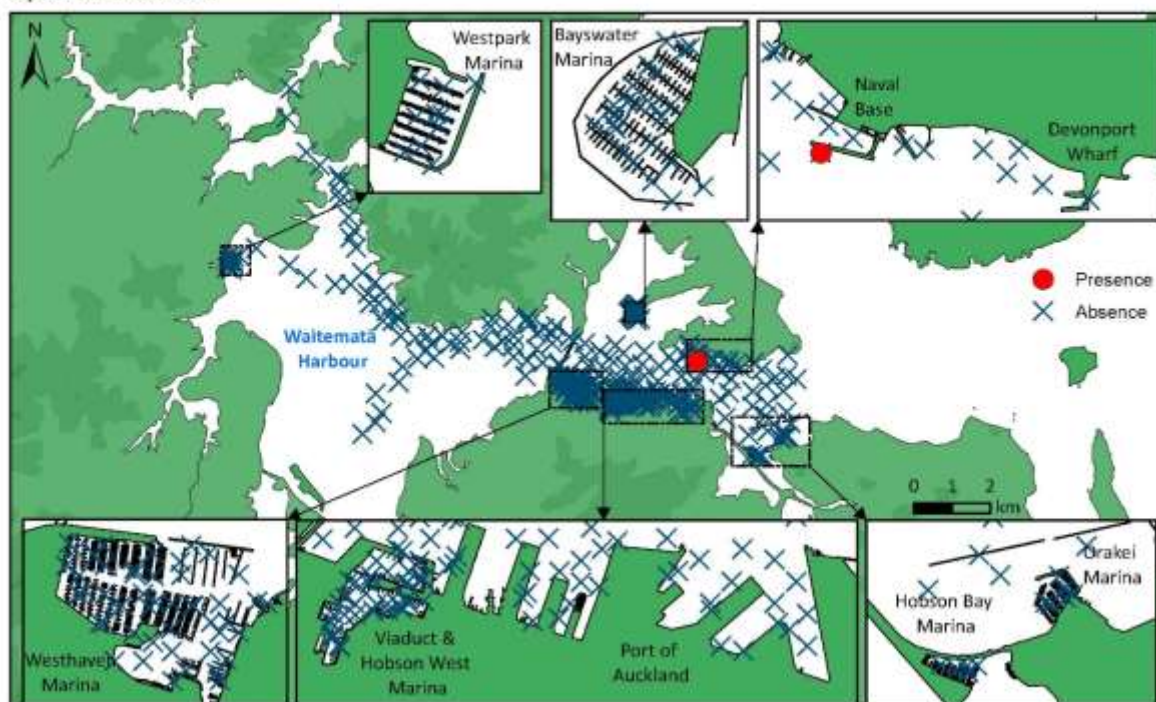 N
Westpark
Marina
Bayswater
Marina
Naval
Base
Devonport
Wharf
Presence
Absence
Waitemata
Harbour
0 1 2
km
Westhaven
Marina
Viaduct &
Hobson West
Marina
Port of
Auckland
Hobson Bay
Marina
Orakei
Marina